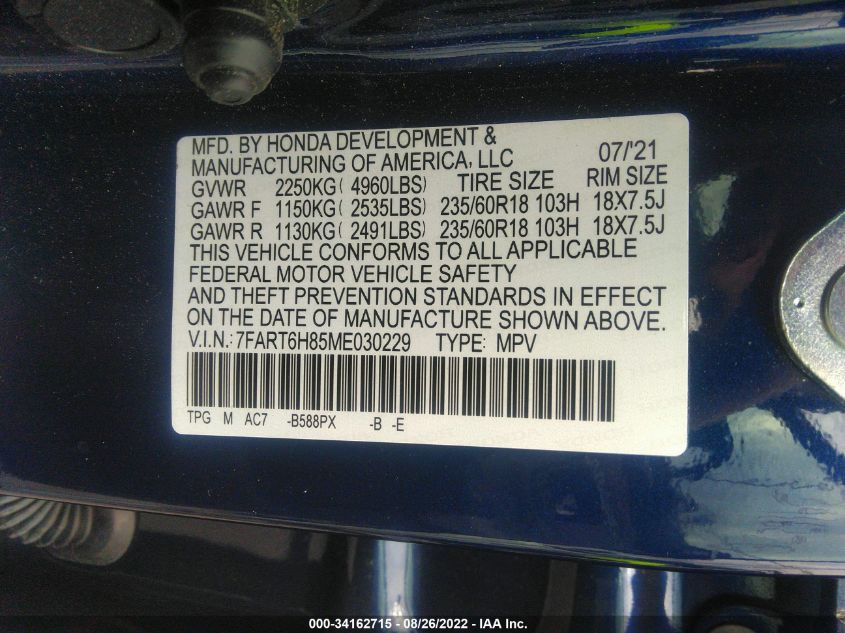 MFD. BY HONDA DEVELOPMENT &
MANUFACTURING OF AMERICA, LLC 07/'21
GVWR 2250KG( 4960LBS) TIRE SIZE RIM SIZE
GAWR F 1150KG( 2535LBS) 235/60R18 103H 18X7.5J
GAWR R 1130KG( 2491LBS) 235/60R18 103H 18X7.5J
THIS VEHICLE CONFORMS TO ALL APPLICABLE
FEDERAL MOTOR VEHICLE SAFETY
AND THEFT PREVENTION STANDARDS IN EFFECT
ON THE DATE OF MANUFACTURE SHOWN ABOVE.
V.I.N.:7FART6H85ME030229 TYPE: MPV
TPG M AC7 -B588PX -B -E
000-34162715 - 08/26/2022 - IAA Inc.